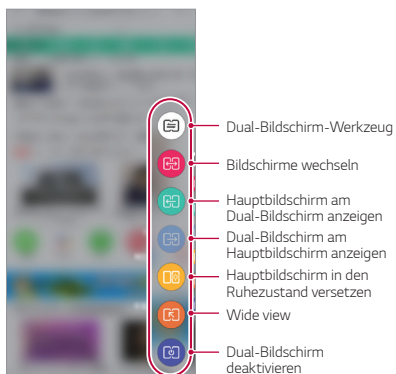 Dual-Bildschirm-Werkzeug
Bildschirme wechseln
Hauptbildschirm am
Dual-Bildschirm anzeigen
Dual-Bildschirm am
Hauptbildschirm anzeigen
Hauptbildschirm in den
Ruhezustand versetzen
Wide view
Dual-Bildschirm
deaktivieren